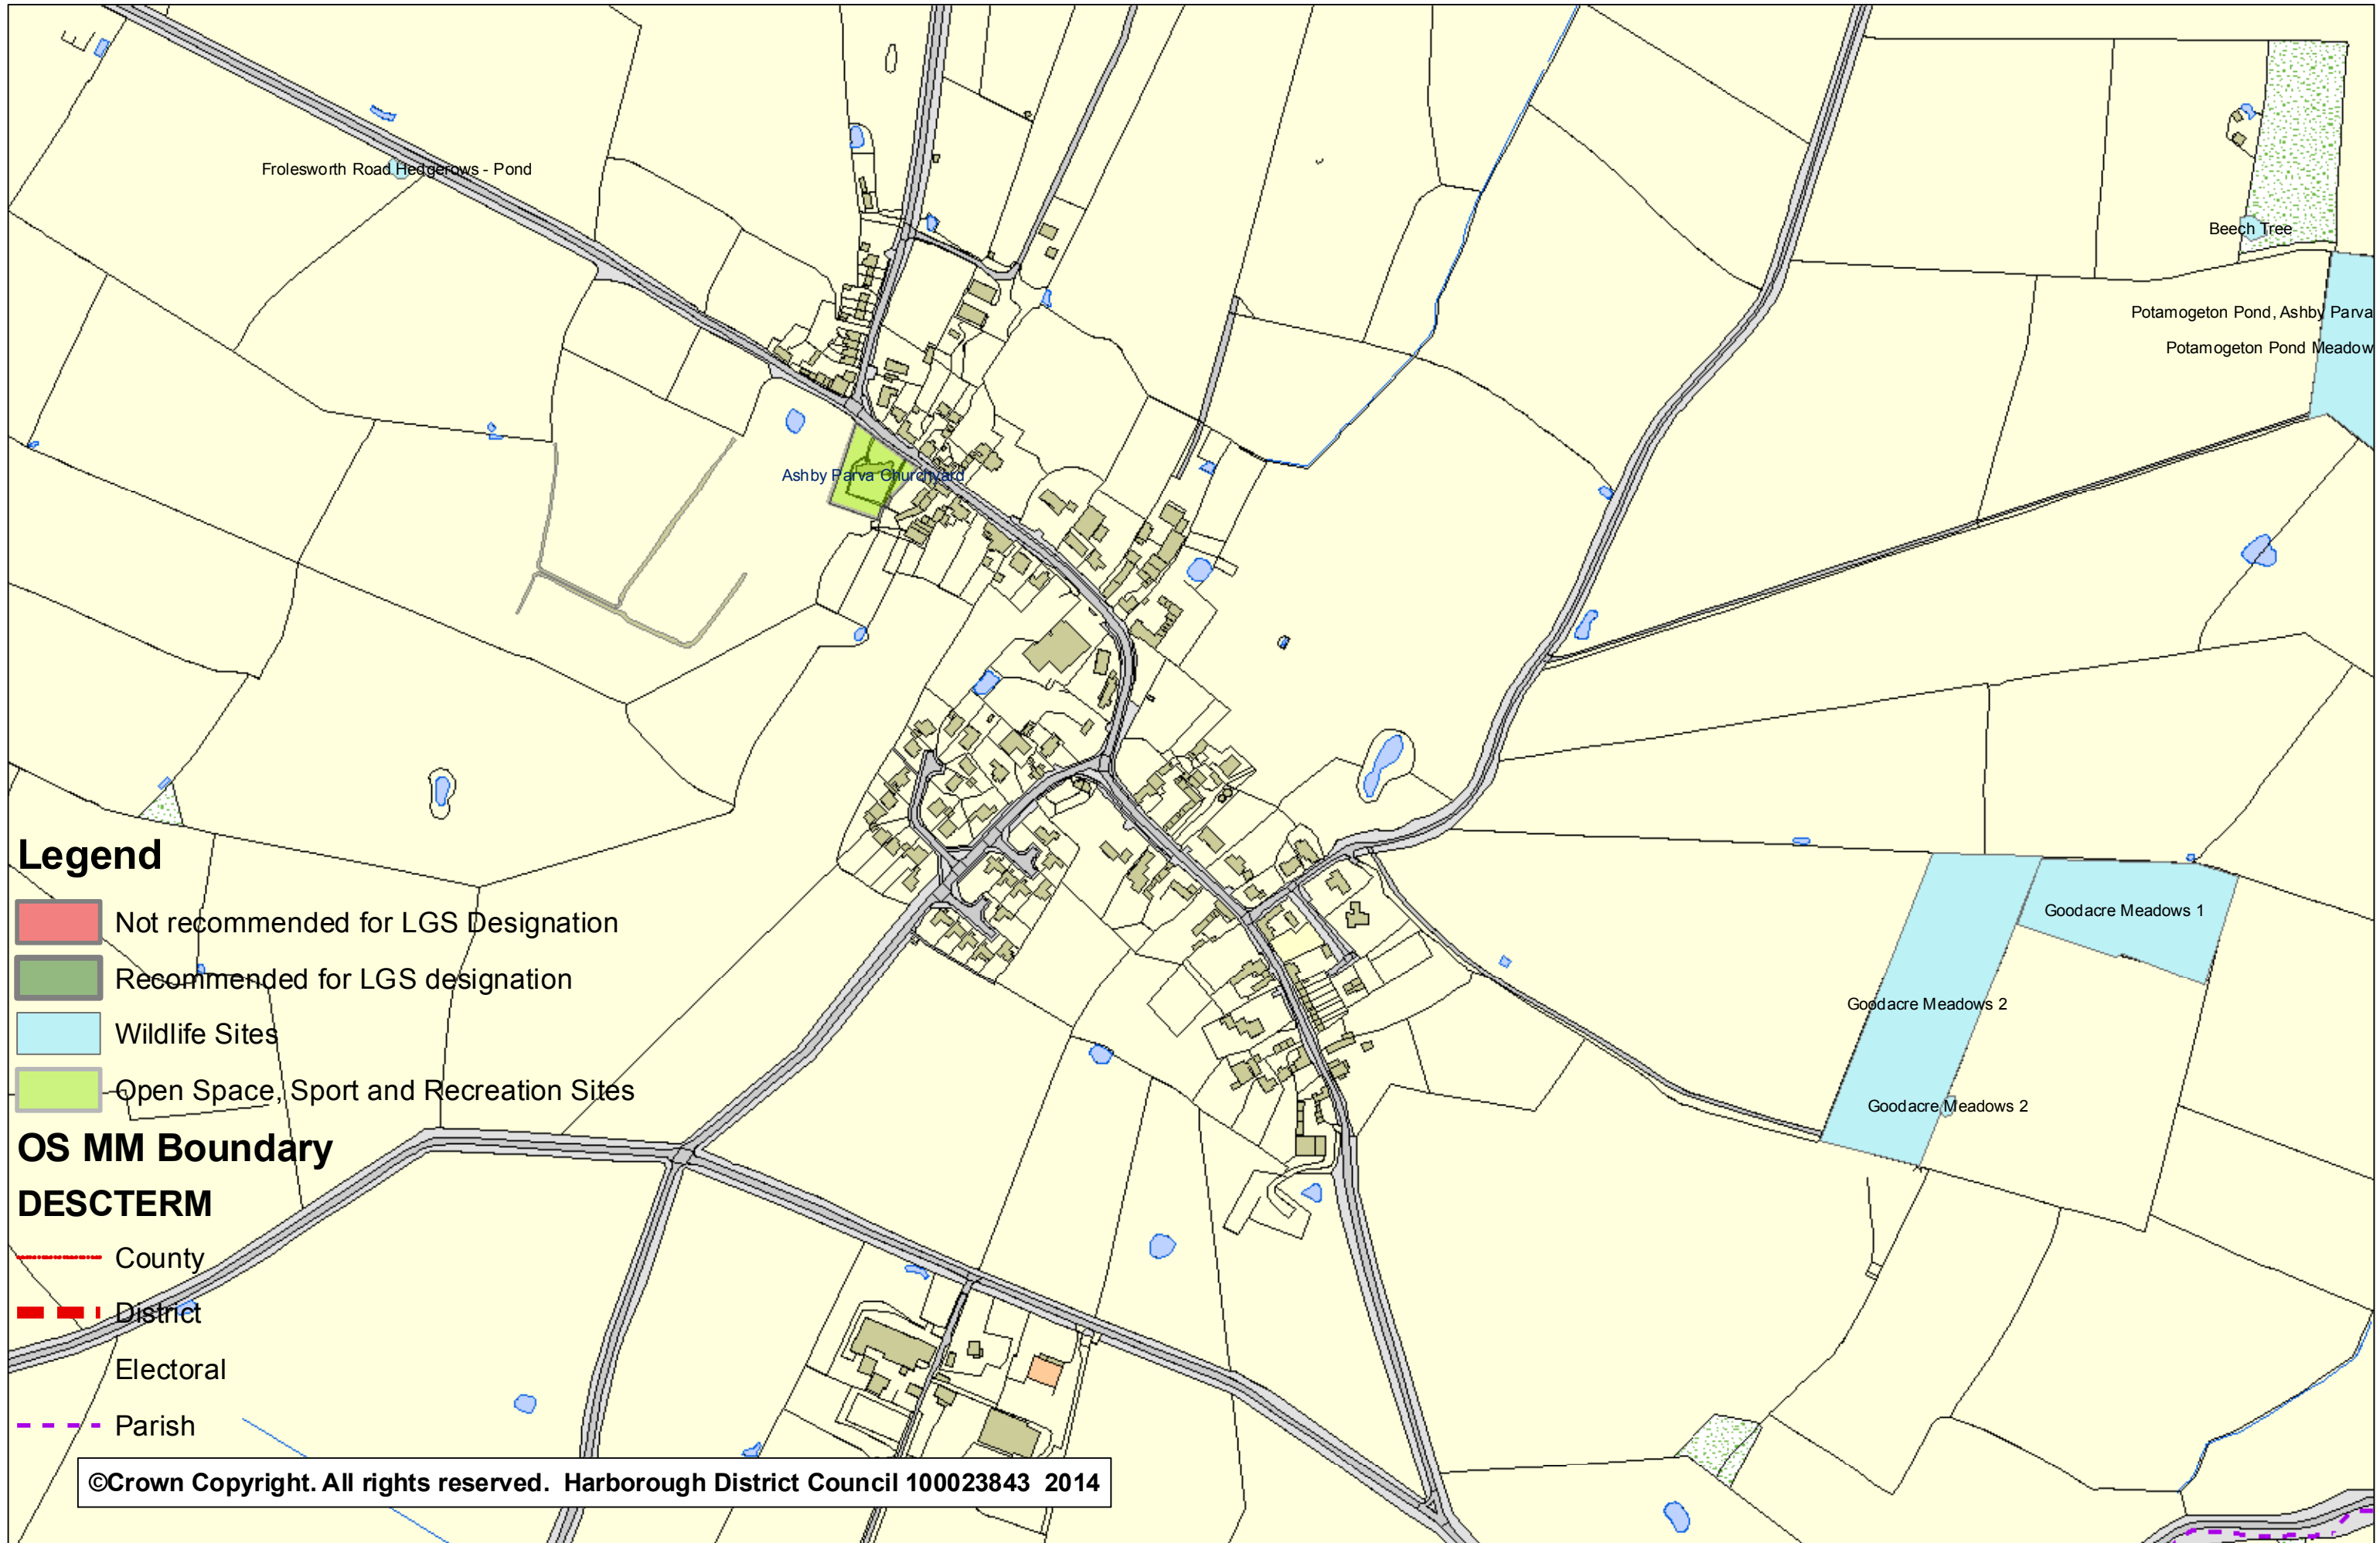 Frolesworth Road Hedgerows - Pond
Beech Tree
Potamogeton Pond, Ashby Parva
Potamogeton Pond Meadow
Ashby Parva Churchyard
Goodacre Meadows 1
Goodacre Meadows 2
Goodacre Meadows 2
Legend
Not recommended for LGS Designation
Recommended for LGS designation
Wildlife Sites
Open Space, Sport and Recreation Sites
OS MM Boundary
DESCTERM
County
District
Electoral
Parish
©Crown Copyright. All rights reserved. Harborough District Council 100023843 2014